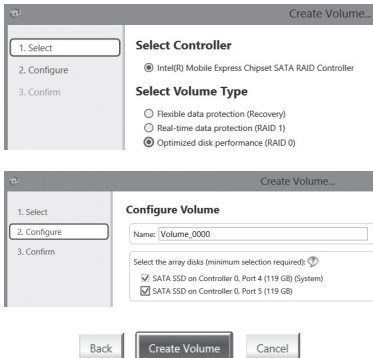 Create Volume...
1. Select
2. Configure
3. Confirm
Select Controller
Intel(R) Mobile Express Chipset SATA RAID Controller
Select Volume Type
Flexible data protection (Recovery)
Real-time data protection (RAID 1)
Optimized disk performance (RAID 0)
Create Volume...
1. Select
2. Configure
3. Confirm
Configure Volume
Name: Volume_0000
Select the array disks (minimum selection required): ?
SATA SSD on Controller 0, Port 4 (119 GB) (System)
SATA SSD on Controller 0, Port 5 (119 GB)
Back Create Volume Cancel